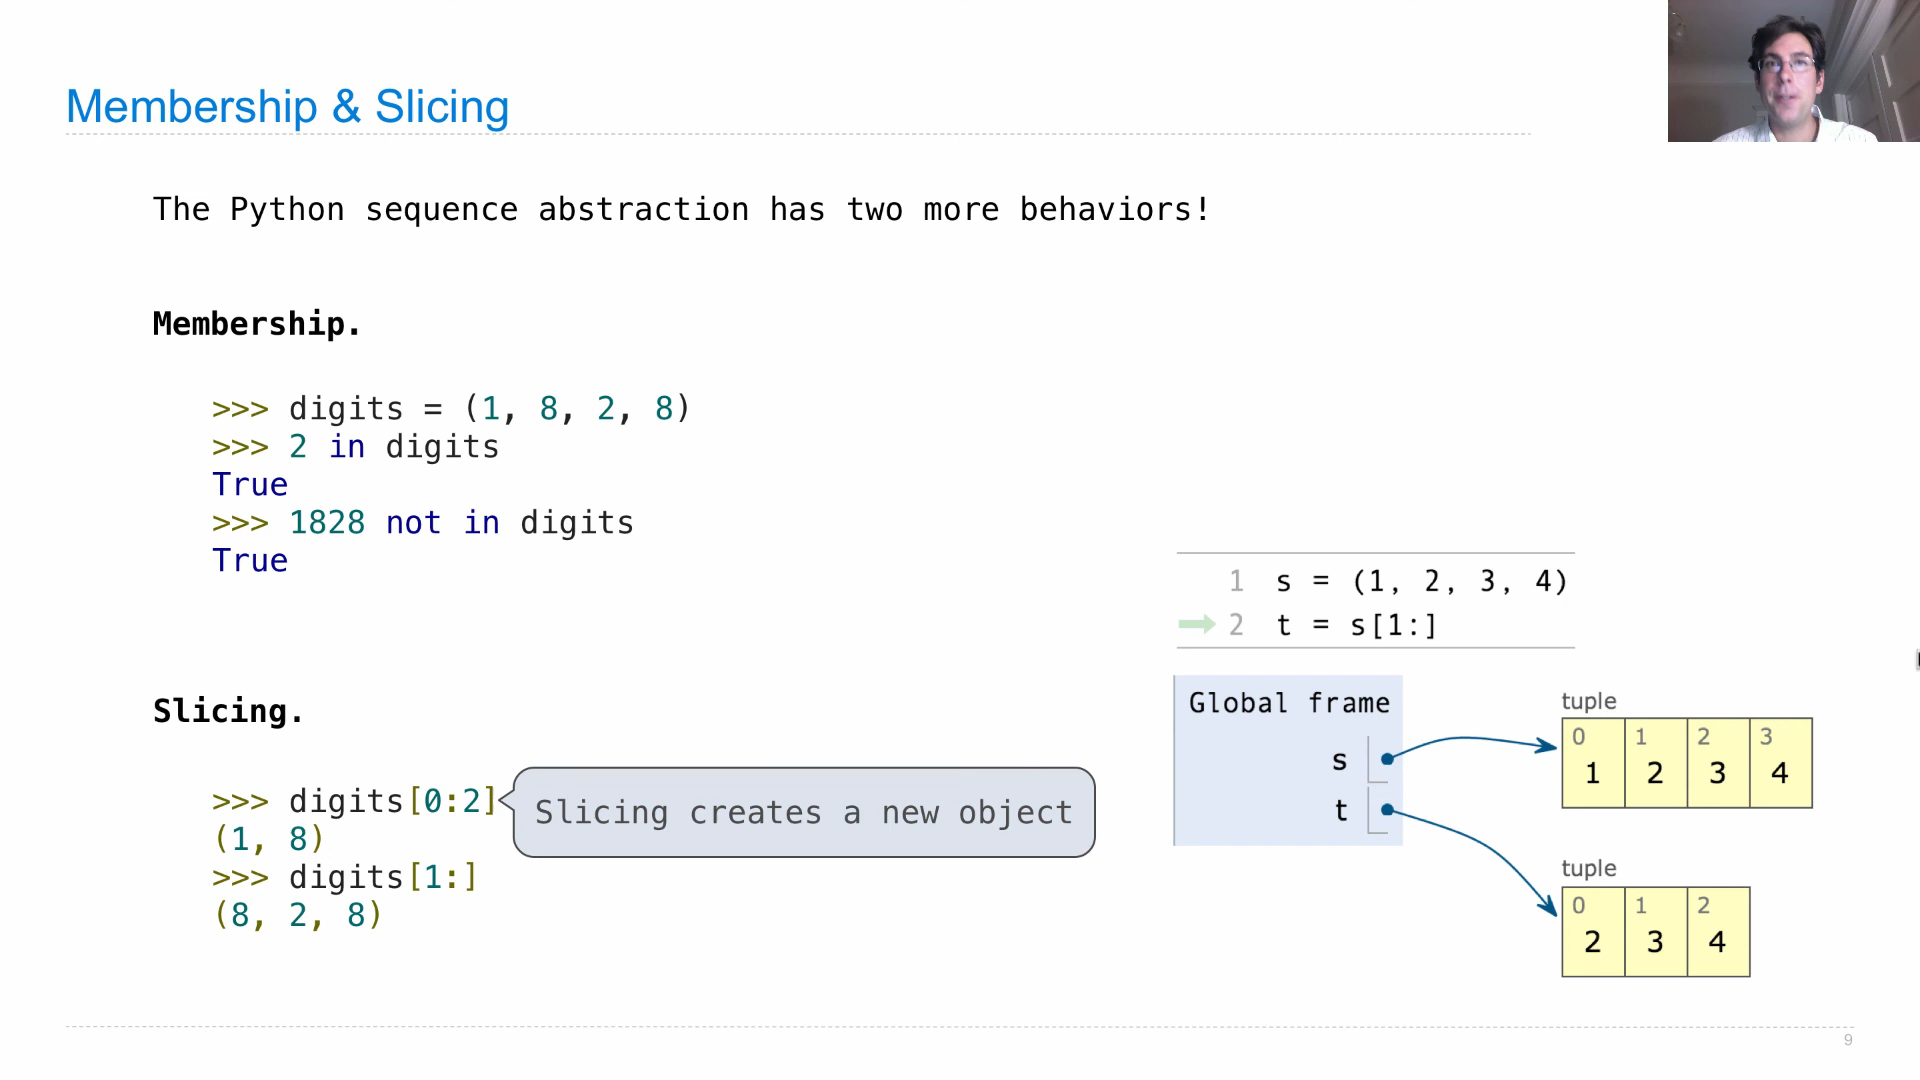 Membership & Slicing
The Python sequence abstraction has two more behaviors!
Membership.
>>> digits = (1, 8, 2, 8)
>>> 2 in digits
True
>>> 1828 not in digits
True
Slicing.
>>> digits[0:2]
Slicing creates a new object
(1, 8)
>>> digits[1:]
(8, 2, 8)
1 s = (1, 2, 3, 4)
2 t = s[1:]
Global frame
s
t
tuple
0 1 2 3
1 2 3 4
tuple
0 1 2
2 3 4
9